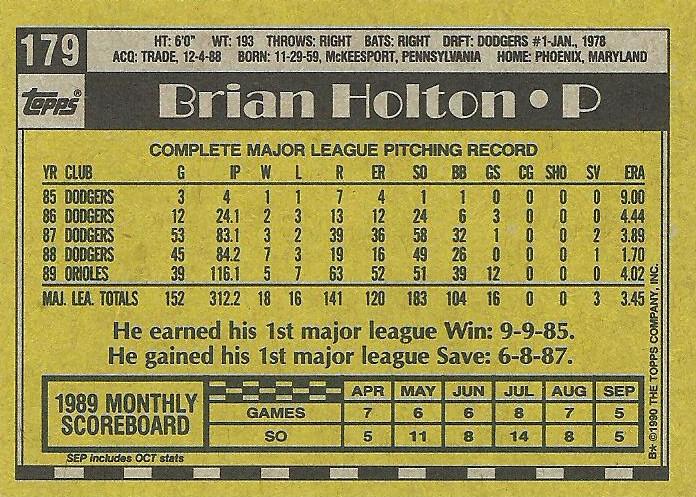 179
HT: 6'0" WT: 193 THROWS: RIGHT BATS: RIGHT DRFT: DODGERS #1-JAN., 1978
ACQ: TRADE, 12-4-88 BORN: 11-29-59, McKEESPORT, PENNSYLVANIA HOME: PHOENIX, MARYLAND
TOPPS®
Brian Holton • P
COMPLETE MAJOR LEAGUE PITCHING RECORD
YR CLUB G IP W L R ER SO BB GS CG SHO SV ERA
85 DODGERS 3 4 1 1 7 4 1 1 0 0 0 0 9.00
86 DODGERS 12 24.1 2 3 13 12 24 6 3 0 0 0 4.44
87 DODGERS 53 83.1 3 2 39 36 58 32 1 0 0 2 3.89
88 DODGERS 45 84.2 7 3 19 16 49 26 0 0 0 1 1.70
89 ORIOLES 39 116.1 5 7 63 52 51 39 12 0 0 0 4.02
MAJ. LEA. TOTALS 152 312.2 18 16 141 120 183 104 16 0 0 3 3.45
He earned his 1st major league Win: 9-9-85.
He gained his 1st major league Save: 6-8-87.
1989 MONTHLY
SCOREBOARD
APR MAY JUN JUL AUG SEP
GAMES 7 6 6 8 7 5
SO 5 11 8 14 8 5
SEP includes OCT stats
B* ©1990 THE TOPPS COMPANY, INC.